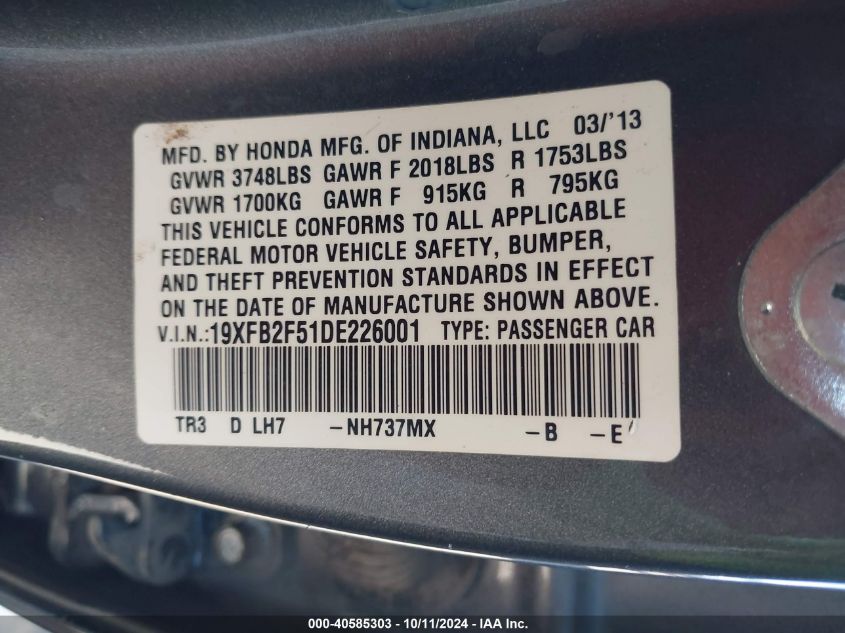 MFD. BY HONDA MFG. OF INDIANA, LLC 03/'13
GVWR 3748LBS GAWR F 2018LBS R 1753LBS
GVWR 1700KG GAWR F 915KG R 795KG
THIS VEHICLE CONFORMS TO ALL APPLICABLE
FEDERAL MOTOR VEHICLE SAFETY, BUMPER,
AND THEFT PREVENTION STANDARDS IN EFFECT
ON THE DATE OF MANUFACTURE SHOWN ABOVE.
V.I.N.:19XFB2F51DE226001 TYPE: PASSENGER CAR
TR3 D LH7 -NH737MX -B -E
000-40585303 - 10/11/2024 - IAA Inc.